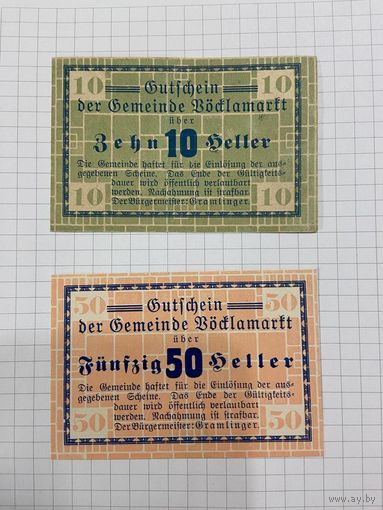 10 Gutschein 10
der Gemeinde Vöcklamarkt
über
Zehn 10 Heller
Die Gemeinde haftet für die Einlösung der aus-
gegebenen Scheine. Das Ende der Gültigkeits-
dauer wird öffentlich verlautbart
werden. Nachahmung ist strafbar.
Der Bürgermeister: Gramlinger.
10 10
50 Gutschein 50
der Gemeinde Vöcklamarkt
über
Fünfzig 50 Heller
Die Gemeinde haftet für die Einlösung der aus-
gegebenen Scheine. Das Ende der Gültigkeits-
dauer wird öffentlich verlautbart
werden. Nachahmung ist strafbar.
Der Bürgermeister: Gramlinger.
50 50
www.ay.by